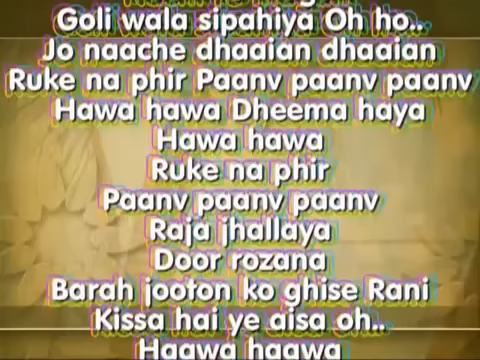 Goli wala sipahiya Oh ho..
Jo naache dhaaian dhaaian
Ruke na phir Paanv paanv paanv
Hawa hawa Dheema haya
Hawa hawa
Ruke na phir
Paanv paanv paanv
Raja jhallaya
Door rozana
Barah jooton ko ghise Rani
Kissa hai ye aisa oh..
Haawa haawa